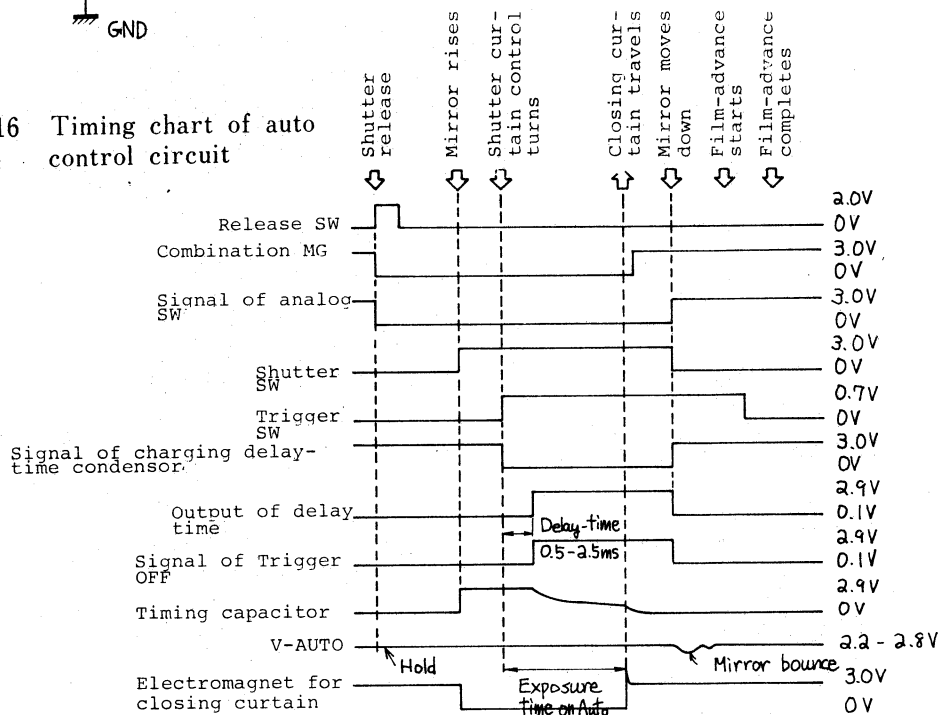 GND
16 Timing chart of auto
control circuit
Shutter
release
Mirror rises
Shutter cur-
tain control
turns
Closing cur-
tain travels
Mirror moves
down
Film-advance
starts
Film-advance
completes
Release SW
2.0V
0V
Combination MG
3.0V
0V
Signal of analog
SW
3.0V
0V
Shutter
SW
3.0V
0V
Trigger
SW
0.7V
0V
Signal of charging delay-
time condensor
3.0V
0V
Output of delay
time
2.9V
0.1V
Delay-time
0.5-2.5ms
Signal of Trigger
OFF
2.9V
0.1V
Timing capacitor
2.9V
0V
V-AUTO
2.2 - 2.8V
Hold
Mirror bounce
Electromagnet for
closing curtain
3.0V
0V
Exposure
time on Auto